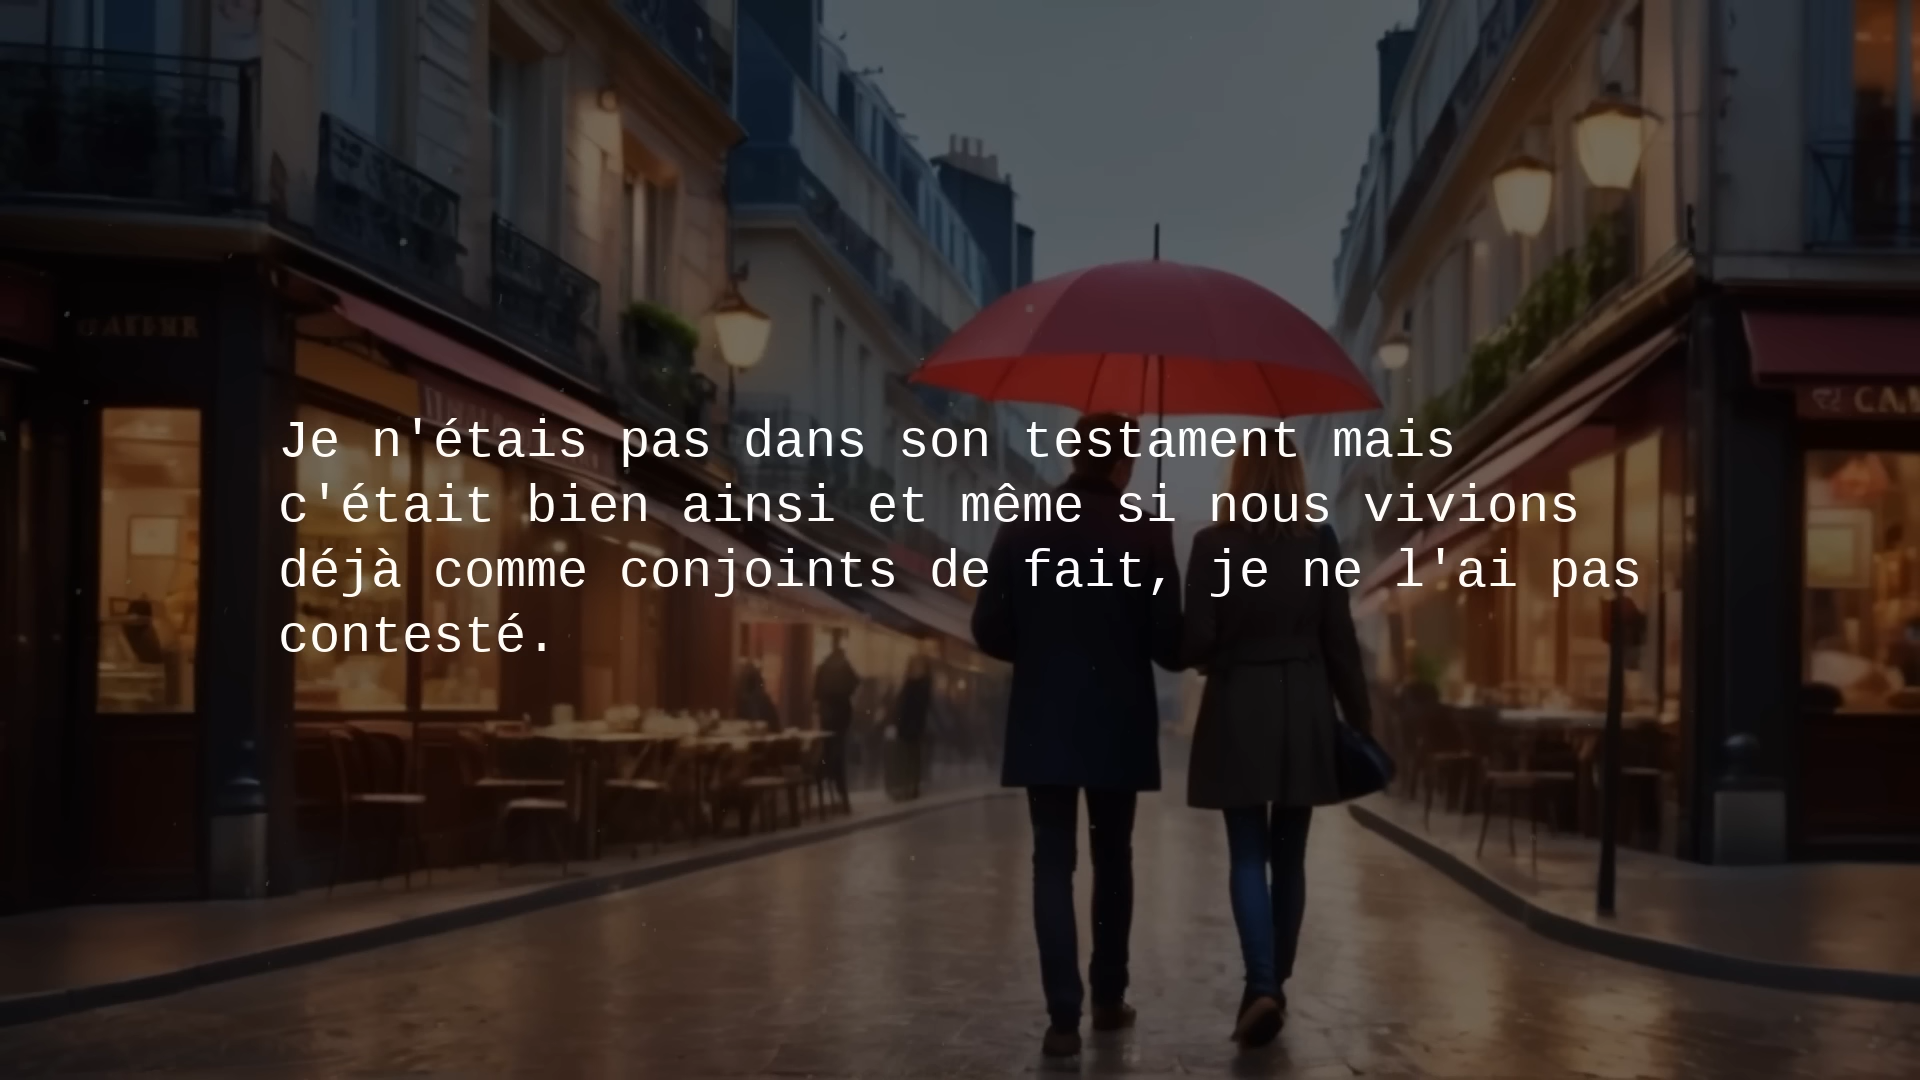 Je n'étais pas dans son testament mais
c'était bien ainsi et même si nous vivions
déjà comme conjoints de fait, je ne l'ai pas
contesté.